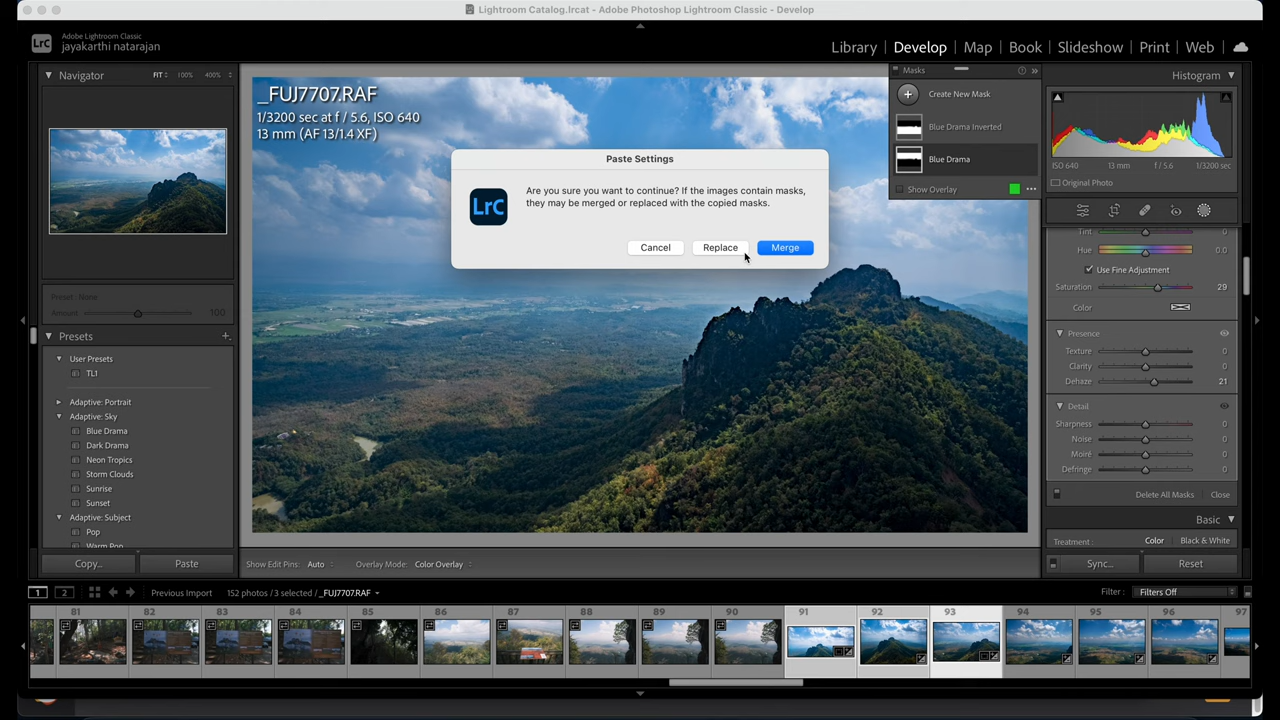 Lightroom Catalog.lrcat - Adobe Photoshop Lightroom Classic - Develop
LrC
Adobe Lightroom Classic
jayakarthi natarajan
Library | Develop | Map | Book | Slideshow | Print | Web
Navigator
FIT
100%
400%
Preset : None
Amount
100
Presets
User Presets
TL1
Adaptive: Portrait
Adaptive: Sky
Blue Drama
Dark Drama
Neon Tropics
Storm Clouds
Sunrise
Sunset
Adaptive: Subject
Pop
Warm Pop
Copy...
Paste
_FUJ7707.RAF
1/3200 sec at f / 5.6, ISO 640
13 mm (AF 13/1.4 XF)
Paste Settings
LrC
Are you sure you want to continue? If the images contain masks,
they may be merged or replaced with the copied masks.
Cancel
Replace
Merge
Masks
Create New Mask
Blue Drama Inverted
Blue Drama
Show Overlay
Histogram
ISO 640
13 mm
f / 5.6
1/3200 sec
Original Photo
Tint
0
Hue
0.0
Use Fine Adjustment
Saturation
29
Color
Presence
Texture
0
Clarity
0
Dehaze
21
Detail
Sharpness
0
Noise
0
Moiré
0
Defringe
0
Delete All Masks
Close
Basic
Treatment :
Color
Black & White
Sync...
Reset
Show Edit Pins:
Auto
Overlay Mode:
Color Overlay
1
2
Previous Import
152 photos / 3 selected / _FUJ7707.RAF
Filter :
Filters Off
81
82
83
84
85
86
87
88
89
90
91
92
93
94
95
96
97